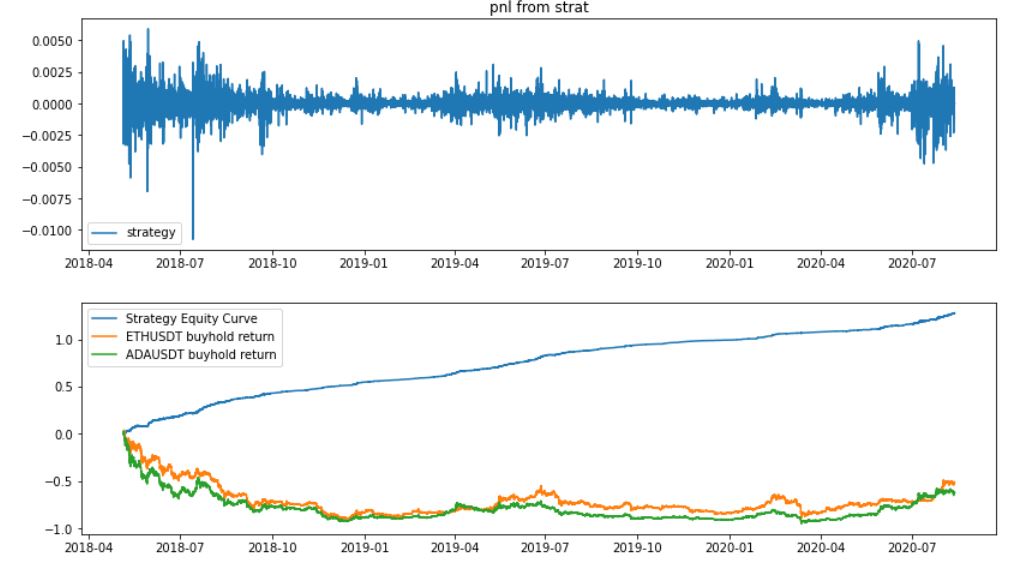 pnl from strat
0.0050
0.0025
0.0000
−0.0025
−0.0050
−0.0075
−0.0100
strategy
2018-04 2018-07 2018-10 2019-01 2019-04 2019-07 2019-10 2020-01 2020-04 2020-07
Strategy Equity Curve
ETHUSDT buyhold return
ADAUSDT buyhold return
1.0
0.5
0.0
−0.5
−1.0
2018-04 2018-07 2018-10 2019-01 2019-04 2019-07 2019-10 2020-01 2020-04 2020-07